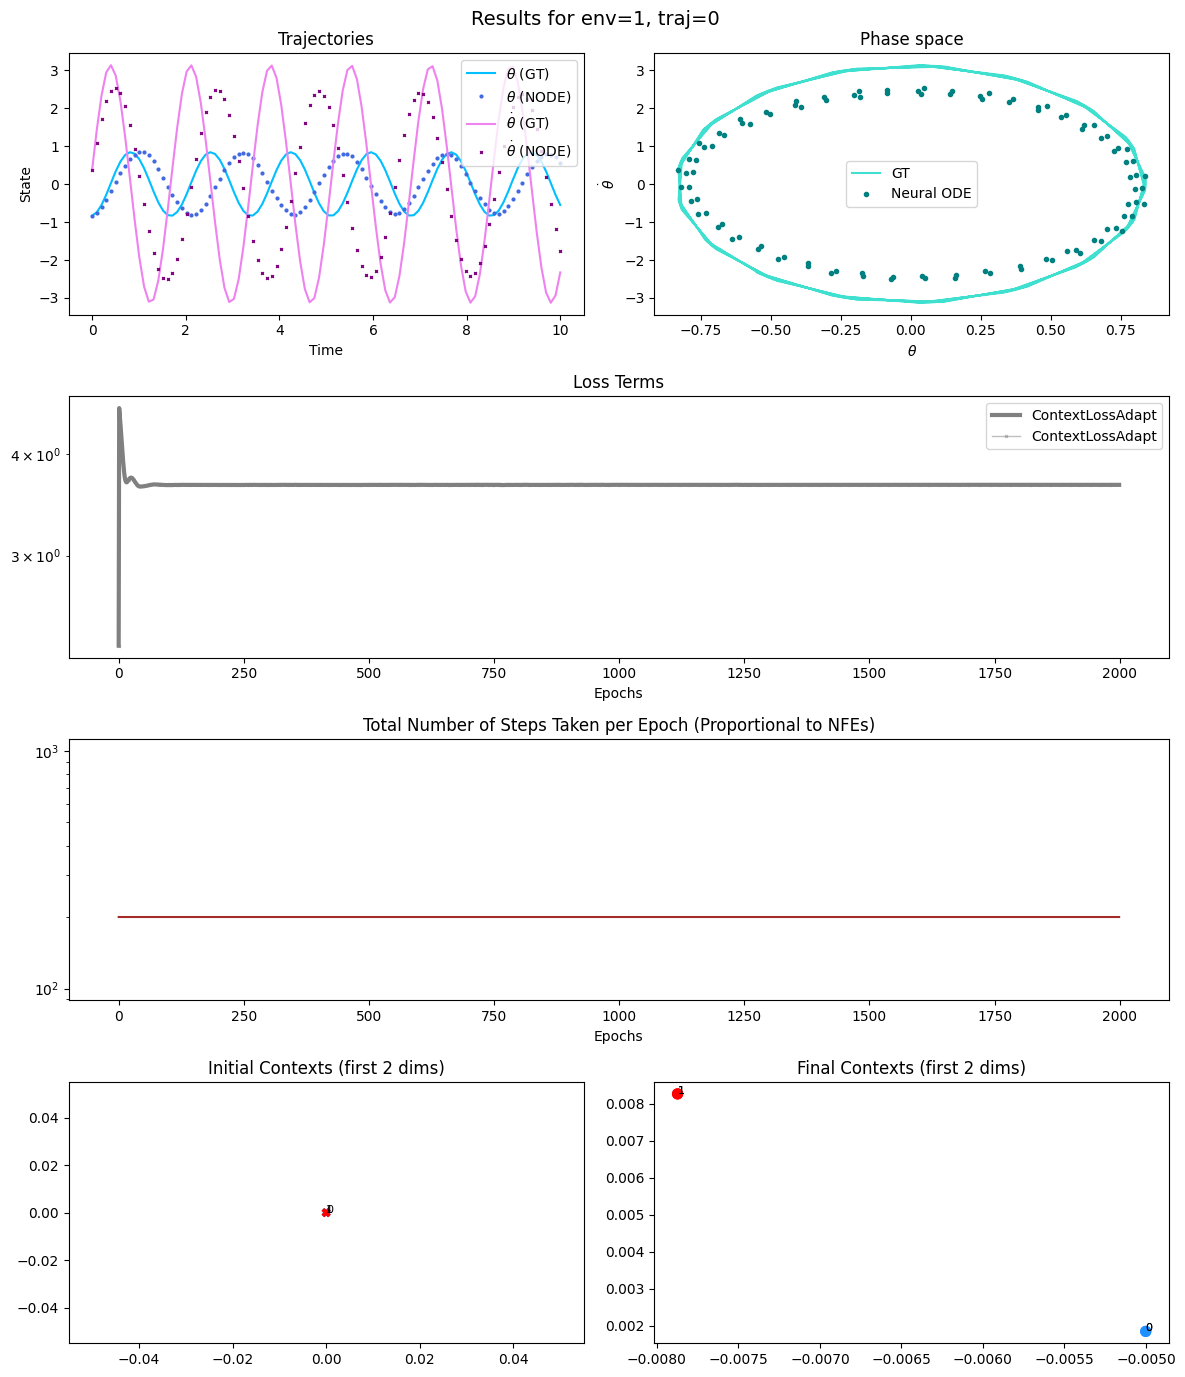 Results for env=1, traj=0
Trajectories
State
3
2
1
0
−1
−2
−3
0 2 4 6 8 10
Time
θ (GT)
θ (NODE)
θ̇ (GT)
θ̇ (NODE)
Phase space
θ̇
3
2
1
0
−1
−2
−3
−0.75 −0.50 −0.25 0.00 0.25 0.50 0.75
θ
GT
Neural ODE
Loss Terms
4 × 10⁰
3 × 10⁰
0 250 500 750 1000 1250 1500 1750 2000
Epochs
ContextLossAdapt
ContextLossAdapt
Total Number of Steps Taken per Epoch (Proportional to NFEs)
10³
10²
0 250 500 750 1000 1250 1500 1750 2000
Epochs
Initial Contexts (first 2 dims)
0.04
0.02
0.00
−0.02
−0.04
−0.04 −0.02 0.00 0.02 0.04
Final Contexts (first 2 dims)
0.008
0.007
0.006
0.005
0.004
0.003
0.002
−0.0080 −0.0075 −0.0070 −0.0065 −0.0060 −0.0055 −0.0050
1
0